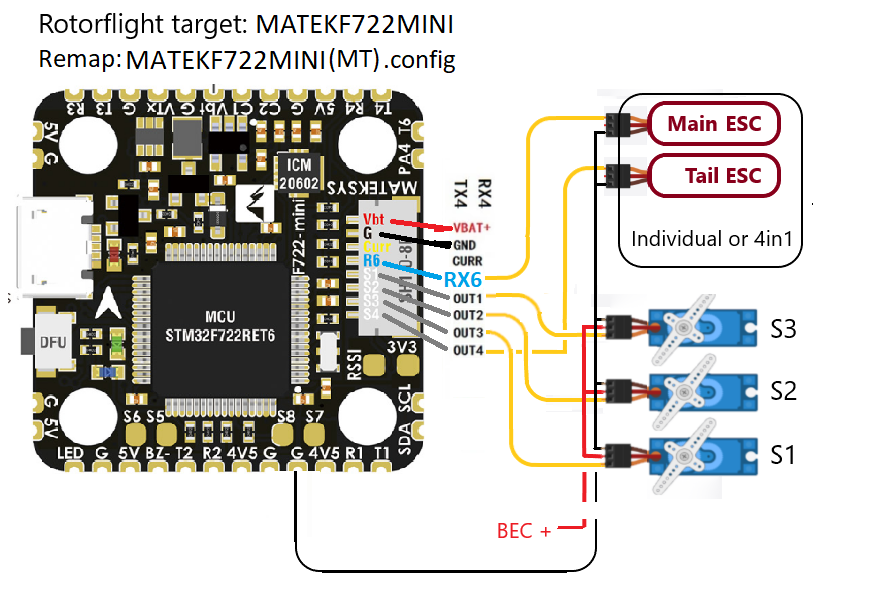 Rotorflight target: MATEKF722MINI
Remap: MATEKF722MINI(MT).config
R3 T3 G VTx G Vbt C1 C2 G 5V R4 T4
5V
G
PA4 T6
ICM
20602
MATEKSYS
F722-mini
TX4 RX4
Vbt
G
Curr
R6
S1
S2
S3
S4
VBAT+
GND
CURR
RX6
OUT1
OUT2
OUT3
OUT4
MCU
STM32F722RET6
DFU
RSSI
3V3
G
5V
S6 S5
S8 S7
SDA SCL
LED G 5V BZ- T2 R2 4V5 G G 4V5 R1 T1
Main ESC
Tail ESC
Individual or 4in1
S3
S2
S1
BEC +